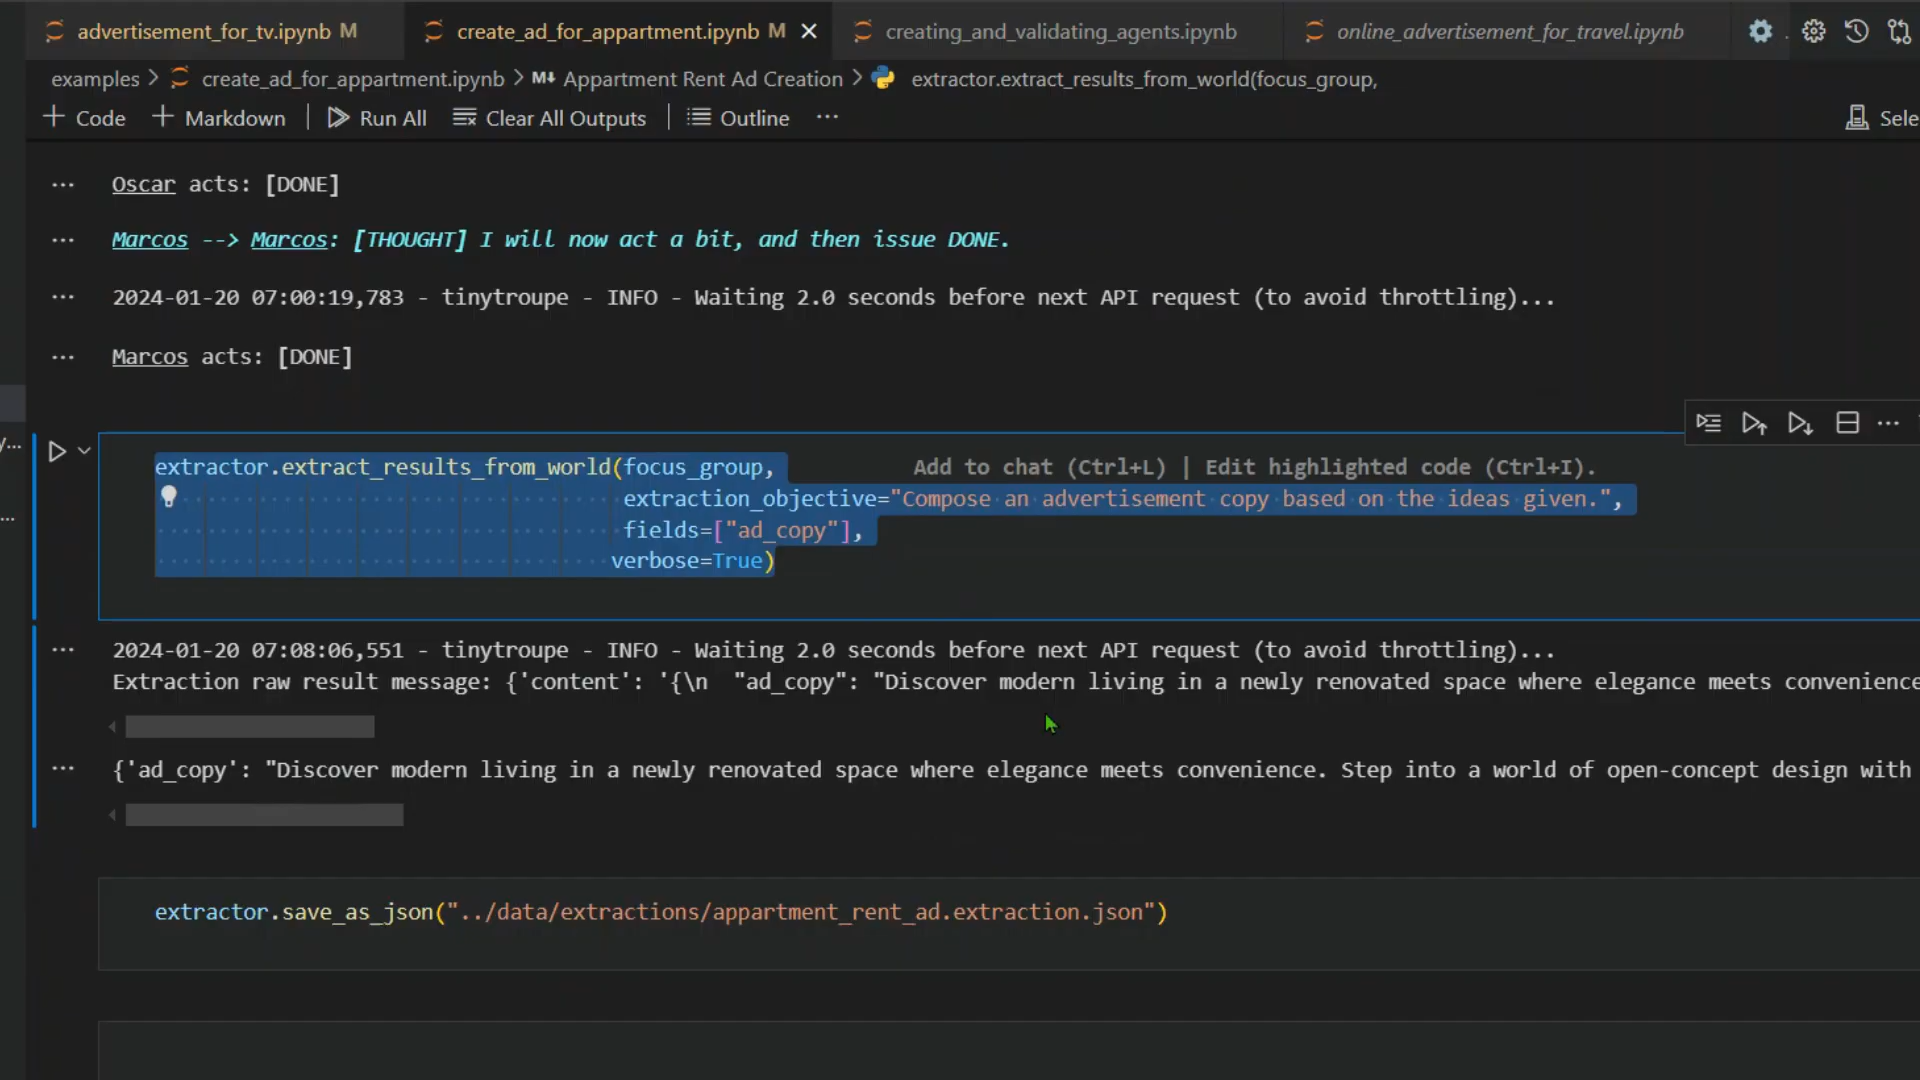 advertisement_for_tv.ipynb M
create_ad_for_appartment.ipynb M
creating_and_validating_agents.ipynb
online_advertisement_for_travel.ipynb
examples > create_ad_for_appartment.ipynb > M↓ Appartment Rent Ad Creation > extractor.extract_results_from_world(focus_group,
+ Code + Markdown | Run All Clear All Outputs | Outline ...
Sele
... Oscar acts: [DONE]
... Marcos --> Marcos: [THOUGHT] I will now act a bit, and then issue DONE.
... 2024-01-20 07:00:19,783 - tinytroupe - INFO - Waiting 2.0 seconds before next API request (to avoid throttling)...
... Marcos acts: [DONE]
y...
extractor.extract_results_from_world(focus_group, Add to chat (Ctrl+L) | Edit highlighted code (Ctrl+I).
extraction_objective="Compose an advertisement copy based on the ideas given.",
...
fields=["ad_copy"],
verbose=True)
... 2024-01-20 07:08:06,551 - tinytroupe - INFO - Waiting 2.0 seconds before next API request (to avoid throttling)...
Extraction raw result message: {'content': '{\n "ad_copy": "Discover modern living in a newly renovated space where elegance meets convenience
... {'ad_copy': "Discover modern living in a newly renovated space where elegance meets convenience. Step into a world of open-concept design with
extractor.save_as_json("../data/extractions/appartment_rent_ad.extraction.json")